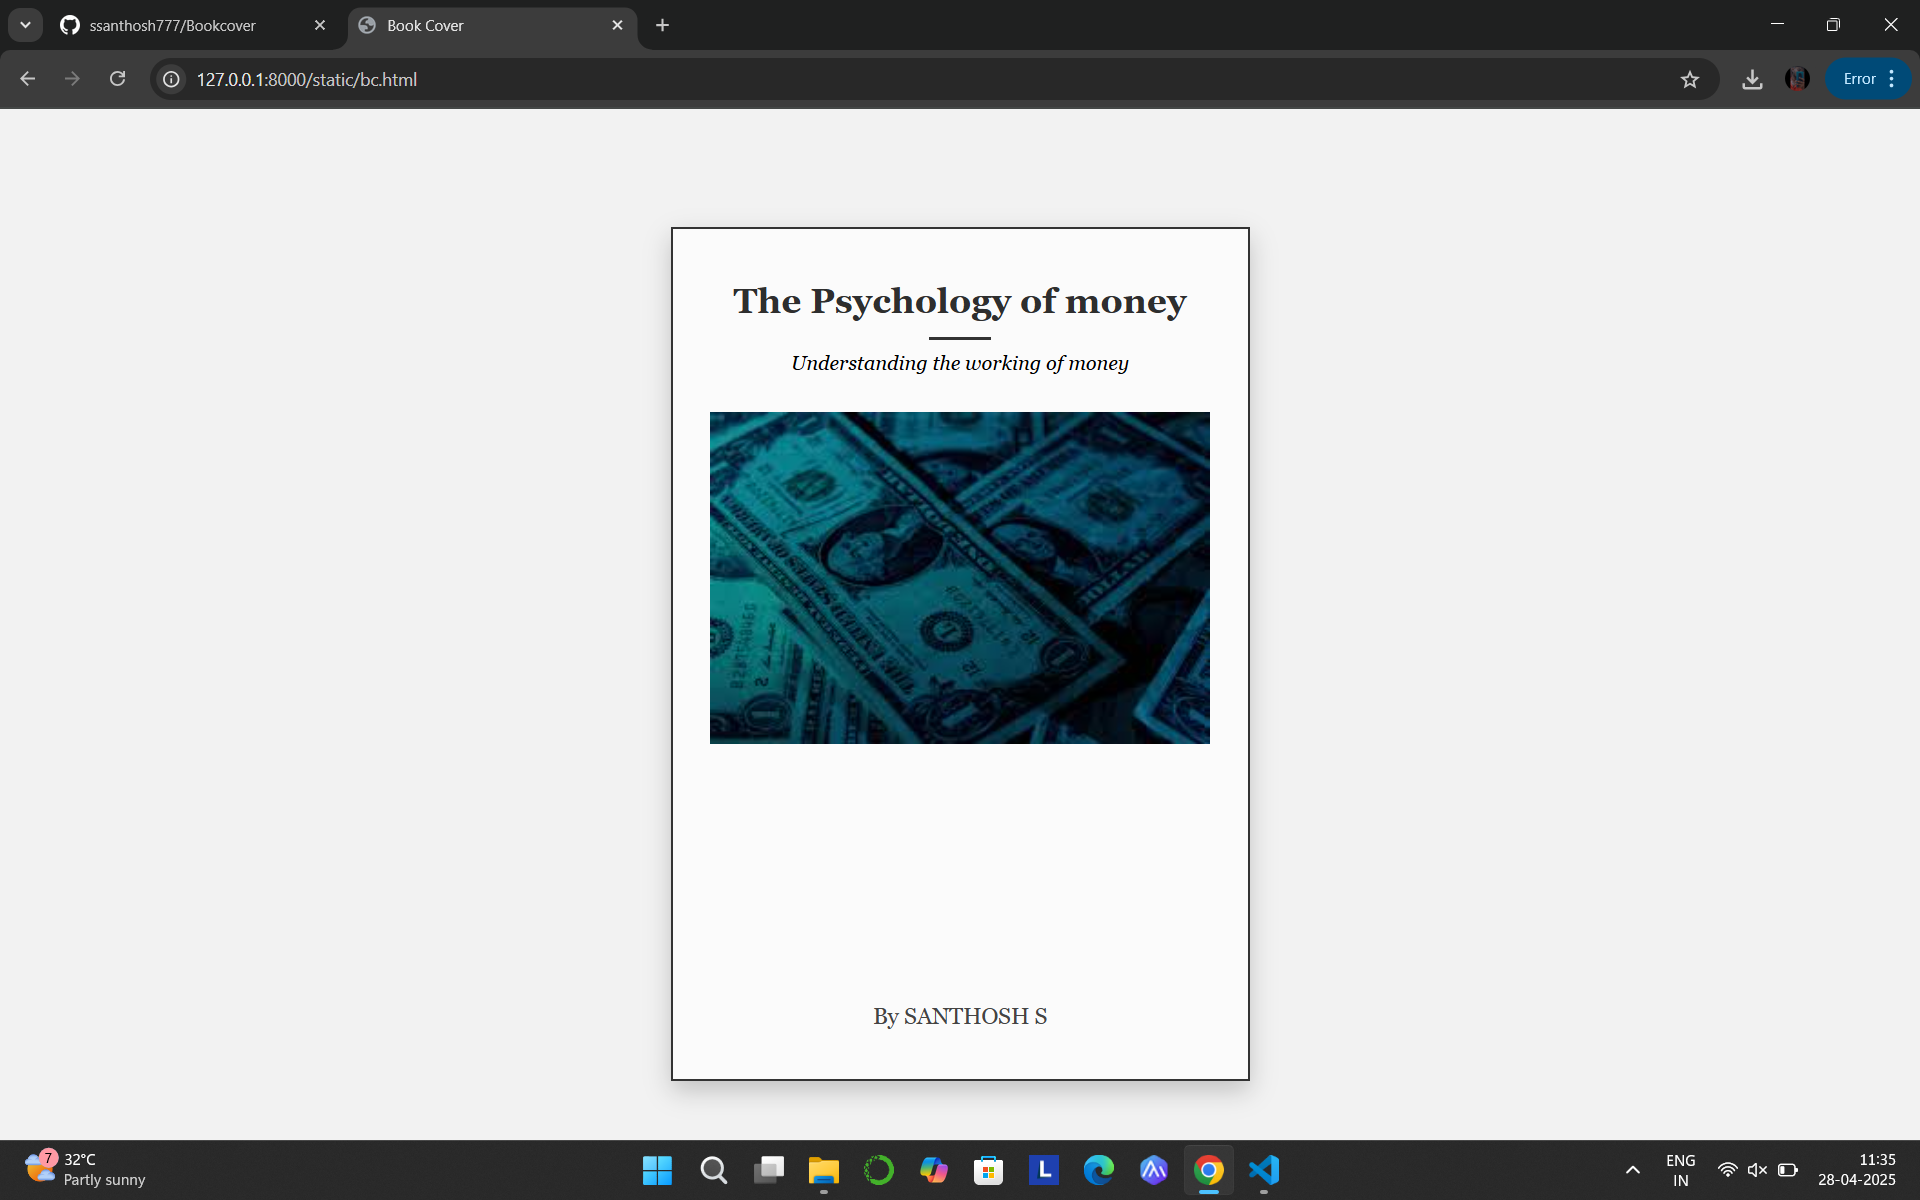 ssanthosh777/Bookcover
Book Cover
127.0.0.1:8000/static/bc.html
Error
The Psychology of money
Understanding the working of money
By SANTHOSH S
7
32°C
Partly sunny
L
ENG
IN
11:35
28-04-2025